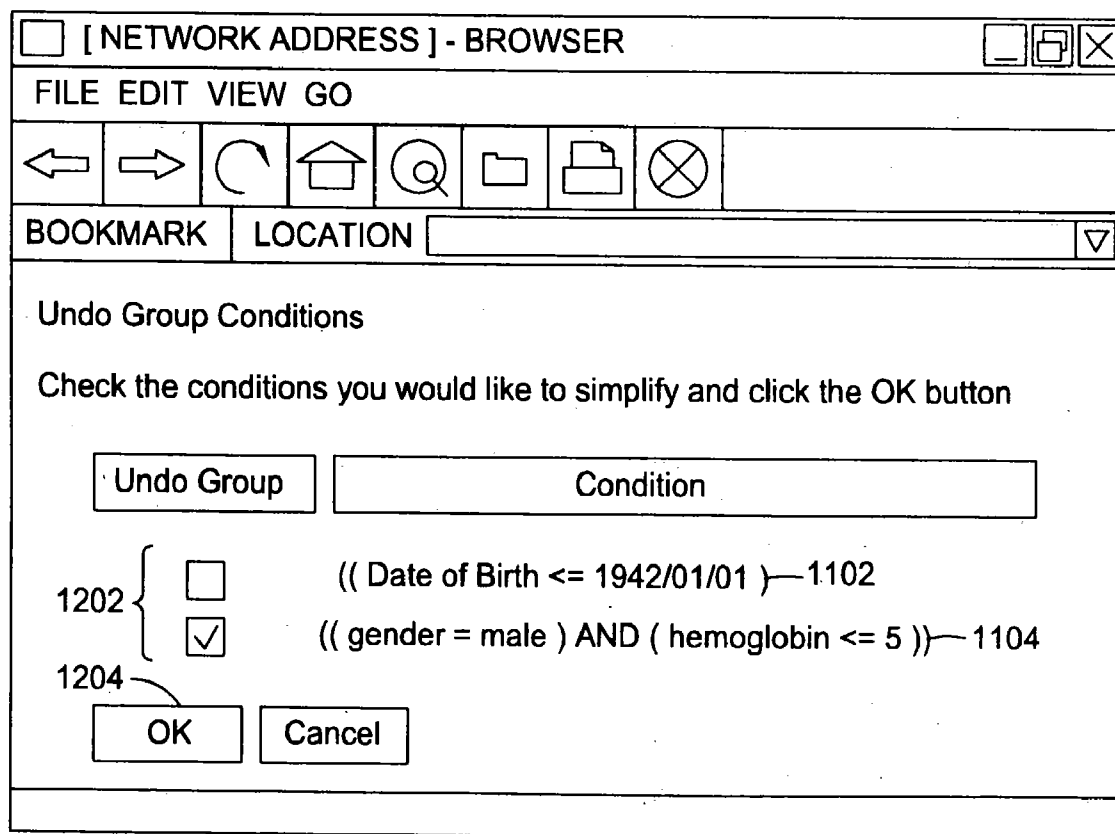 [ NETWORK ADDRESS ] - BROWSER
FILE EDIT VIEW GO
BOOKMARK LOCATION
Undo Group Conditions
Check the conditions you would like to simplify and click the OK button
Undo Group Condition
1202
(( Date of Birth <= 1942/01/01 ) 1102
(( gender = male ) AND ( hemoglobin <= 5 )) 1104
1204
OK Cancel